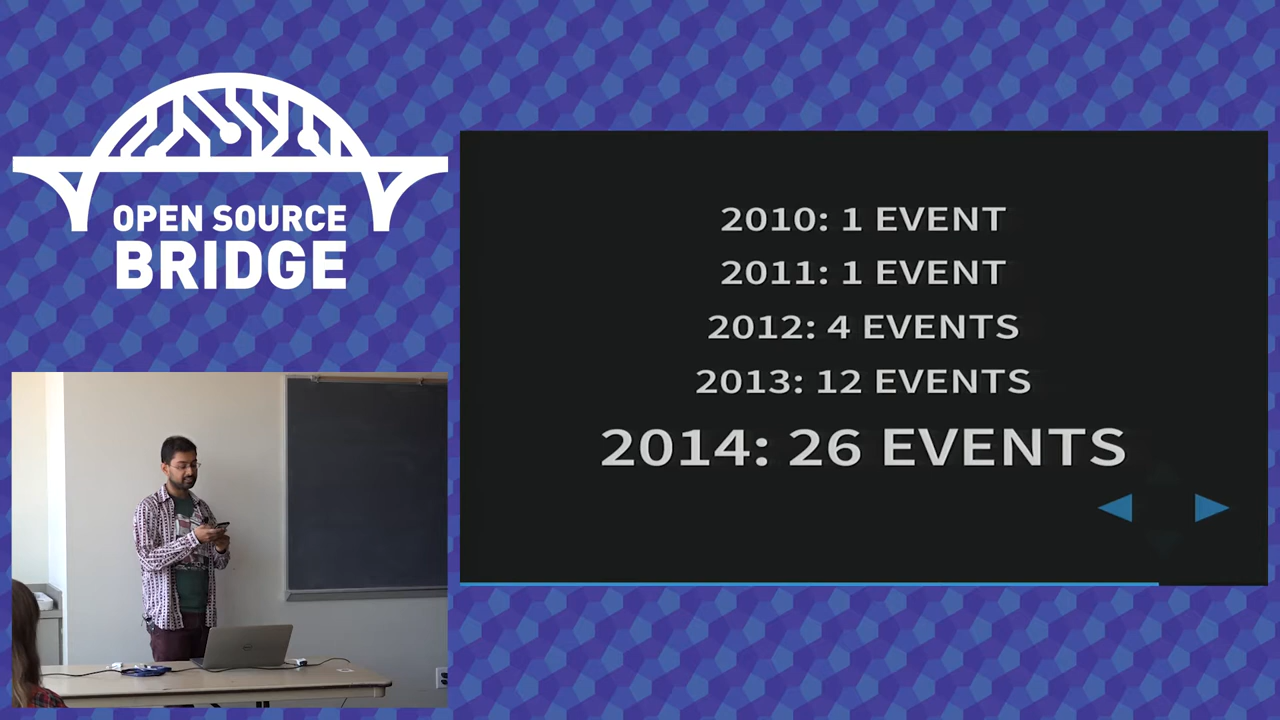 OPEN SOURCE
BRIDGE
2010: 1 EVENT
2011: 1 EVENT
2012: 4 EVENTS
2013: 12 EVENTS
2014: 26 EVENTS